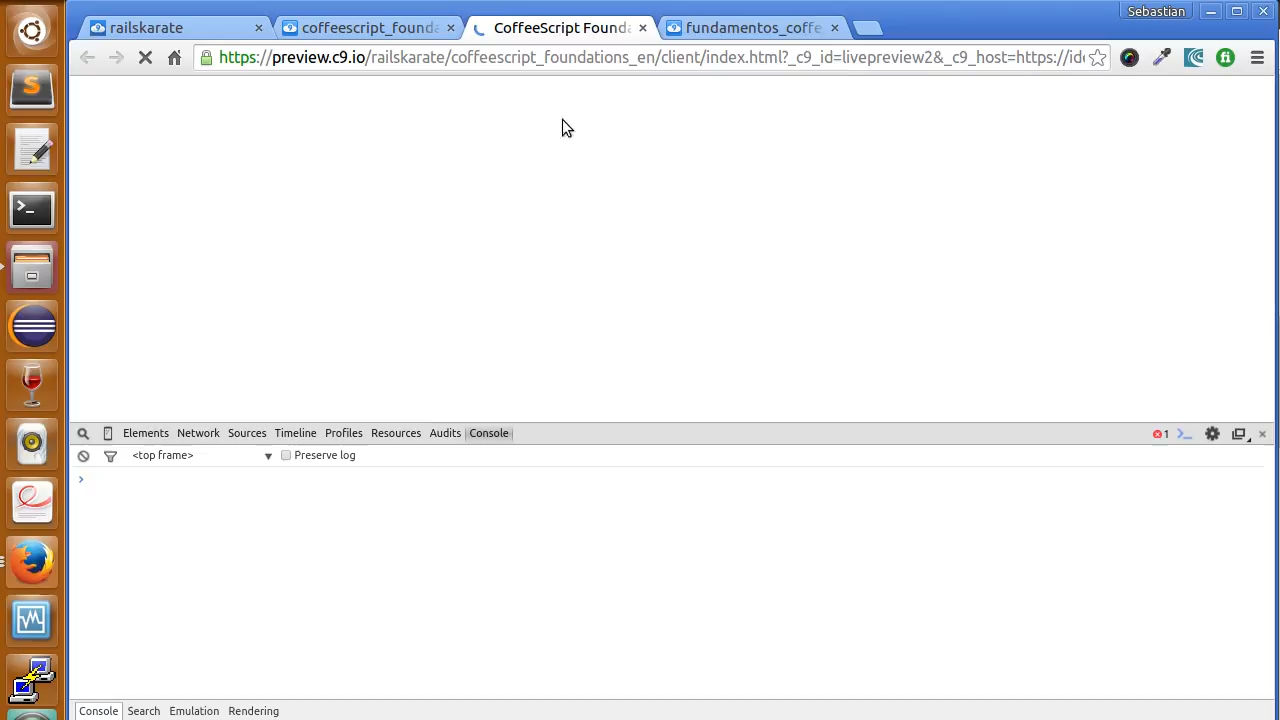 Sebastian
railskarate
coffeescript_founda
CoffeeScript Founda
fundamentos_coffe
https://preview.c9.io/railskarate/coffeescript_foundations_en/client/index.html?_c9_id=livepreview2&_c9_host=https://ide
Elements Network Sources Timeline Profiles Resources Audits Console
1
<top frame> Preserve log
Console Search Emulation Rendering